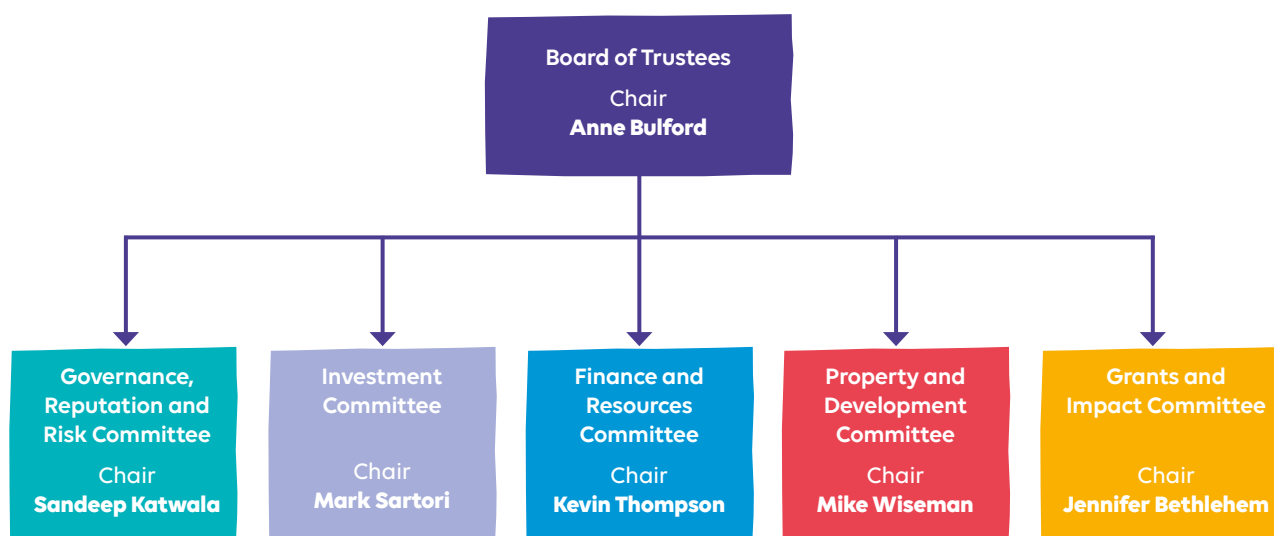 Board of Trustees
Chair
Anne Bulford
Governance,
Reputation and
Risk Committee
Chair
Sandeep Katwala
Investment
Committee
Chair
Mark Sartori
Finance and
Resources
Committee
Chair
Kevin Thompson
Property and
Development
Committee
Chair
Mike Wiseman
Grants and
Impact Committee
Chair
Jennifer Bethlehem